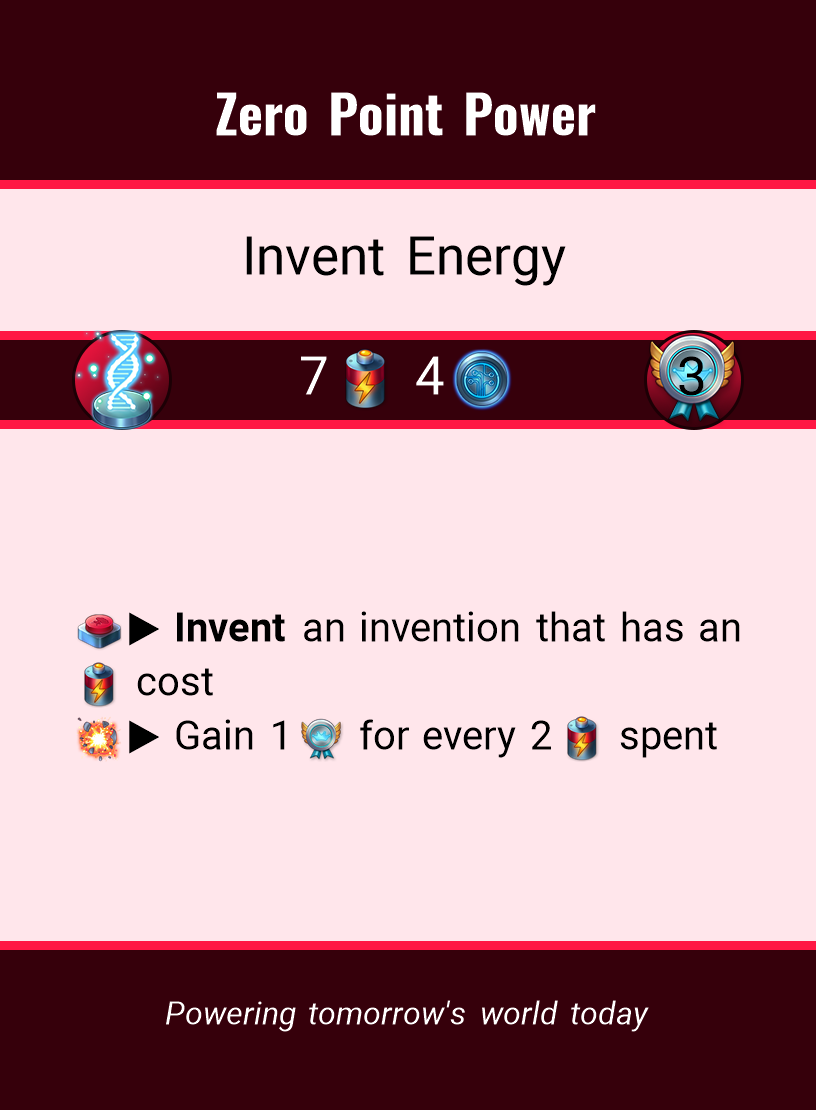 Zero Point Power
Invent Energy
7 4
3
▶ Invent an invention that has an
cost
▶ Gain 1 for every 2 spent
Powering tomorrow's world today